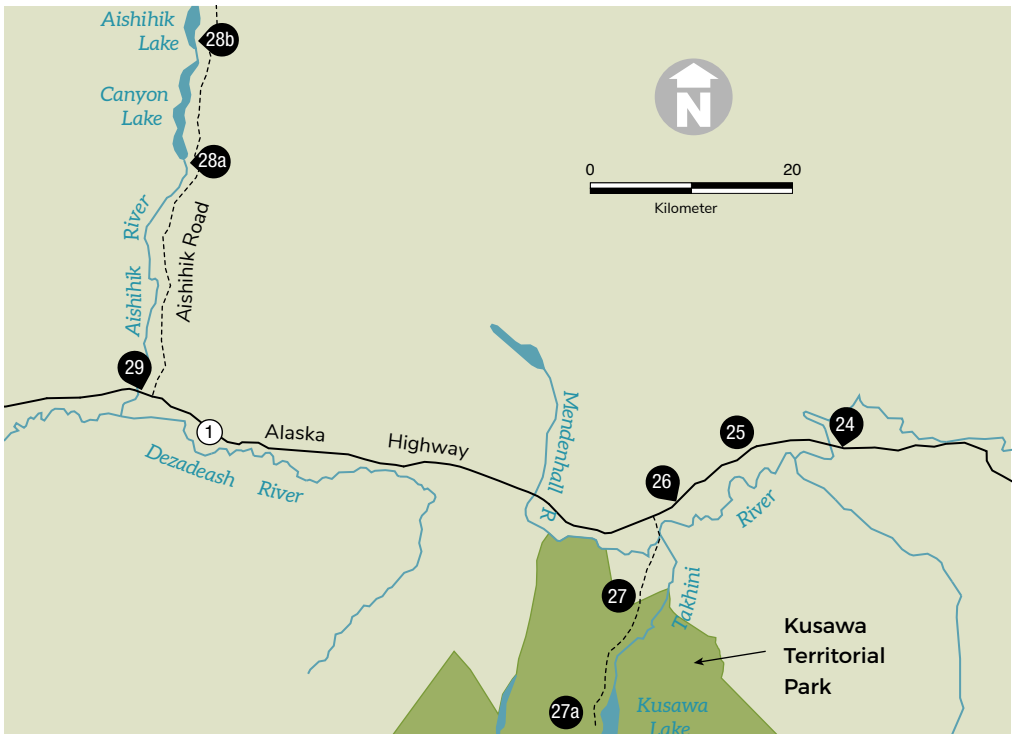 Aishihik
Lake
28b
Canyon
Lake
28a
N
0 20
Kilometer
Aishihik River
Aishihik Road
29
1
Alaska Highway
Dezadeash River
Mendenhall R
25
24
26
River
Takhini
27
Kusawa
Territorial
Park
27a
Kusawa
Lake